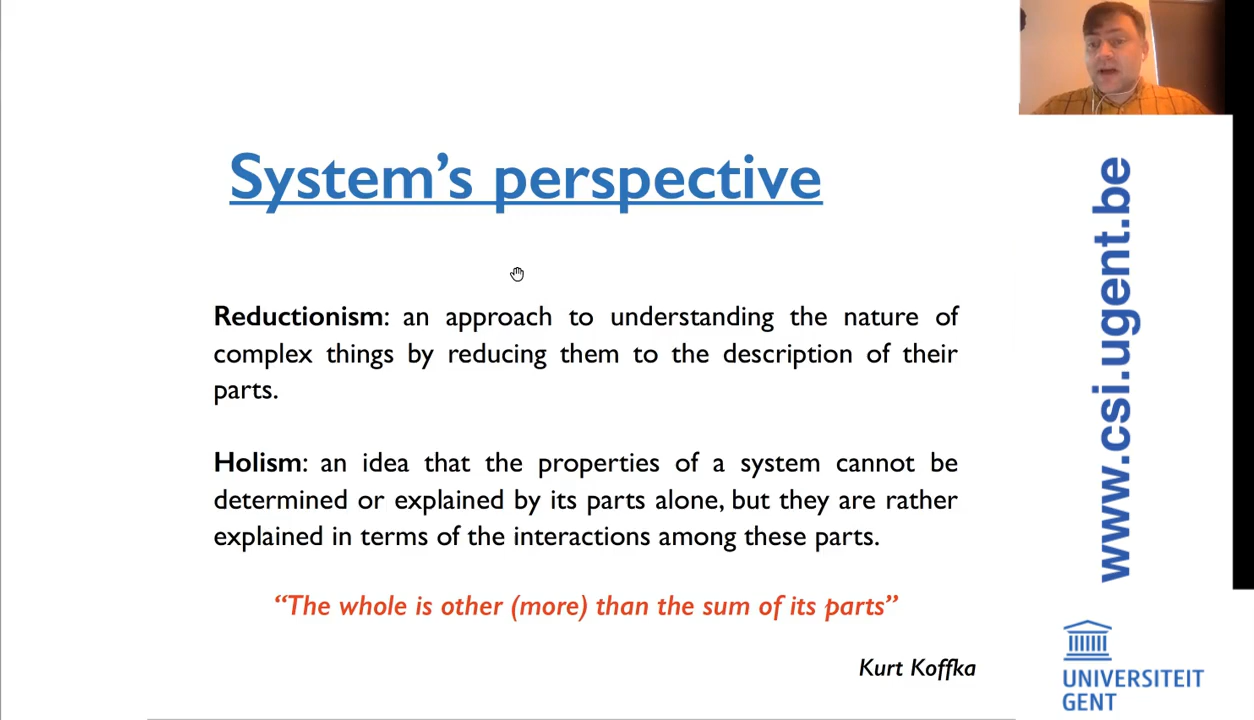 System’s perspective
Reductionism: an approach to understanding the nature of
complex things by reducing them to the description of their
parts.
Holism: an idea that the properties of a system cannot be
determined or explained by its parts alone, but they are rather
explained in terms of the interactions among these parts.
“The whole is other (more) than the sum of its parts”
Kurt Koffka
www.csi.ugent.be
UNIVERSITEIT
GENT